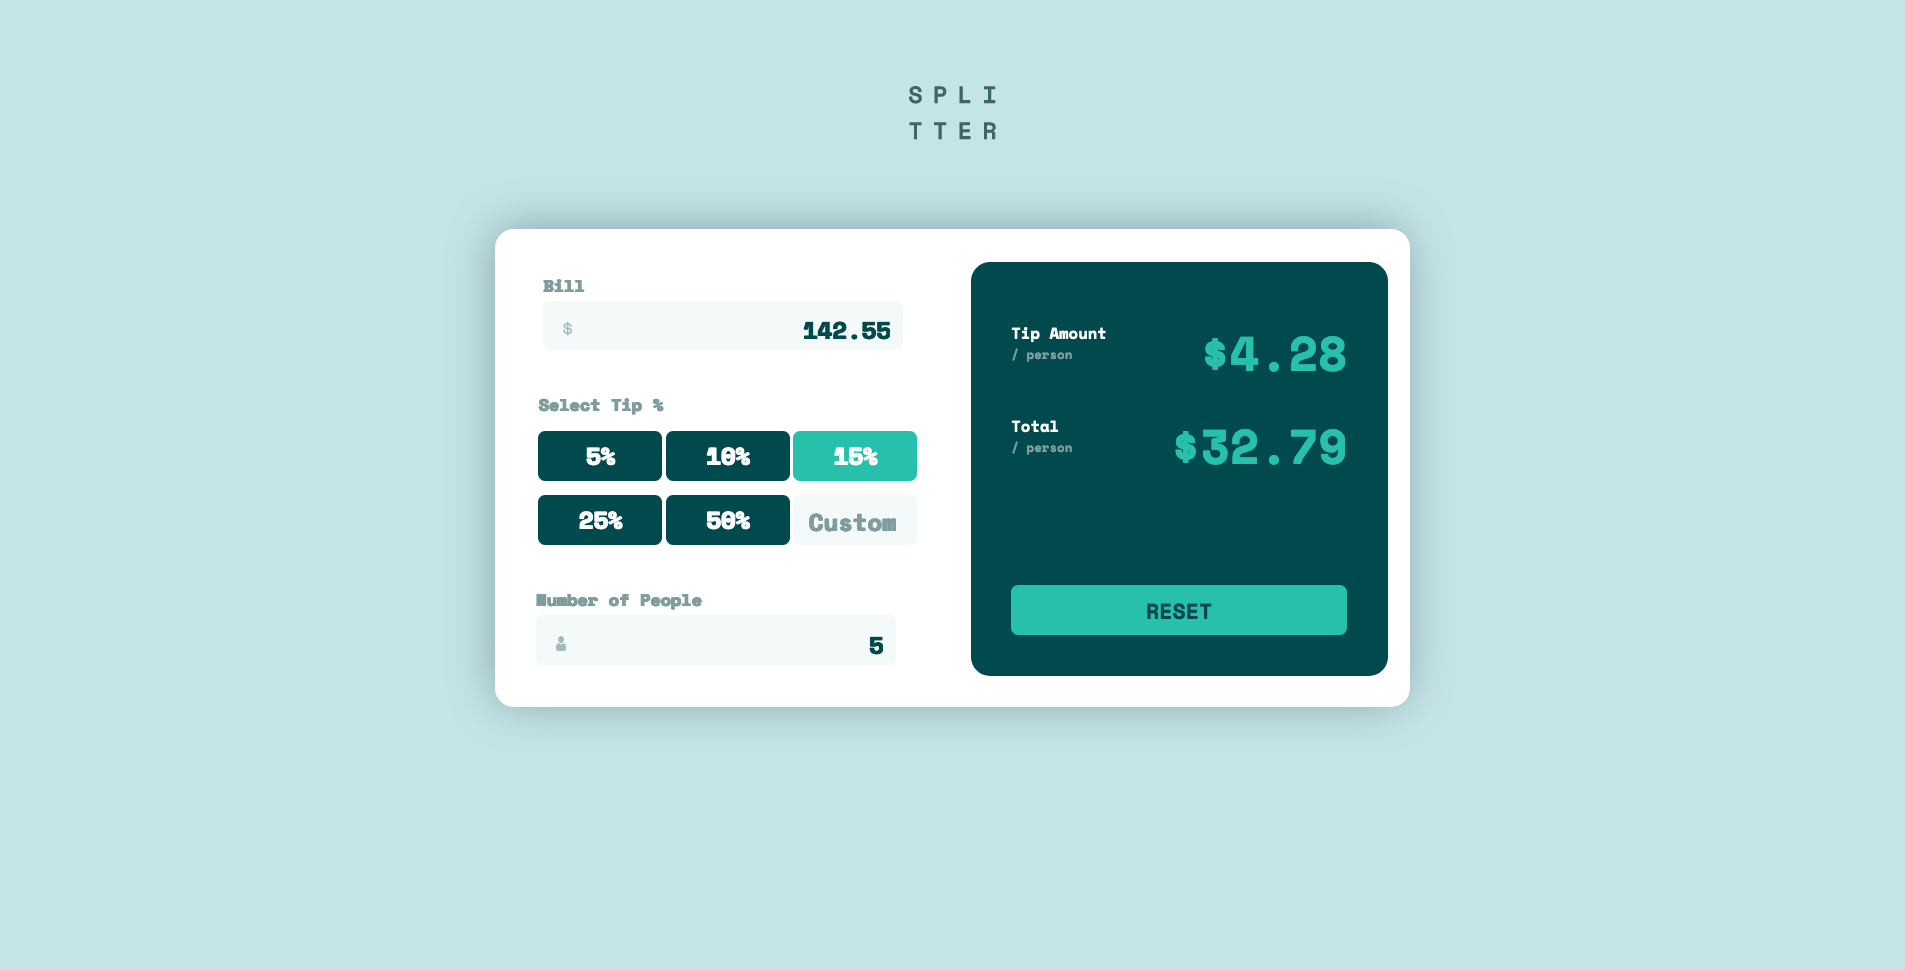 SPLI
TTER
Bill
$ 142.55
Select Tip %
5% 10% 15%
25% 50% Custom
Number of People
5
Tip Amount
/ person
$4.28
Total
/ person
$32.79
RESET